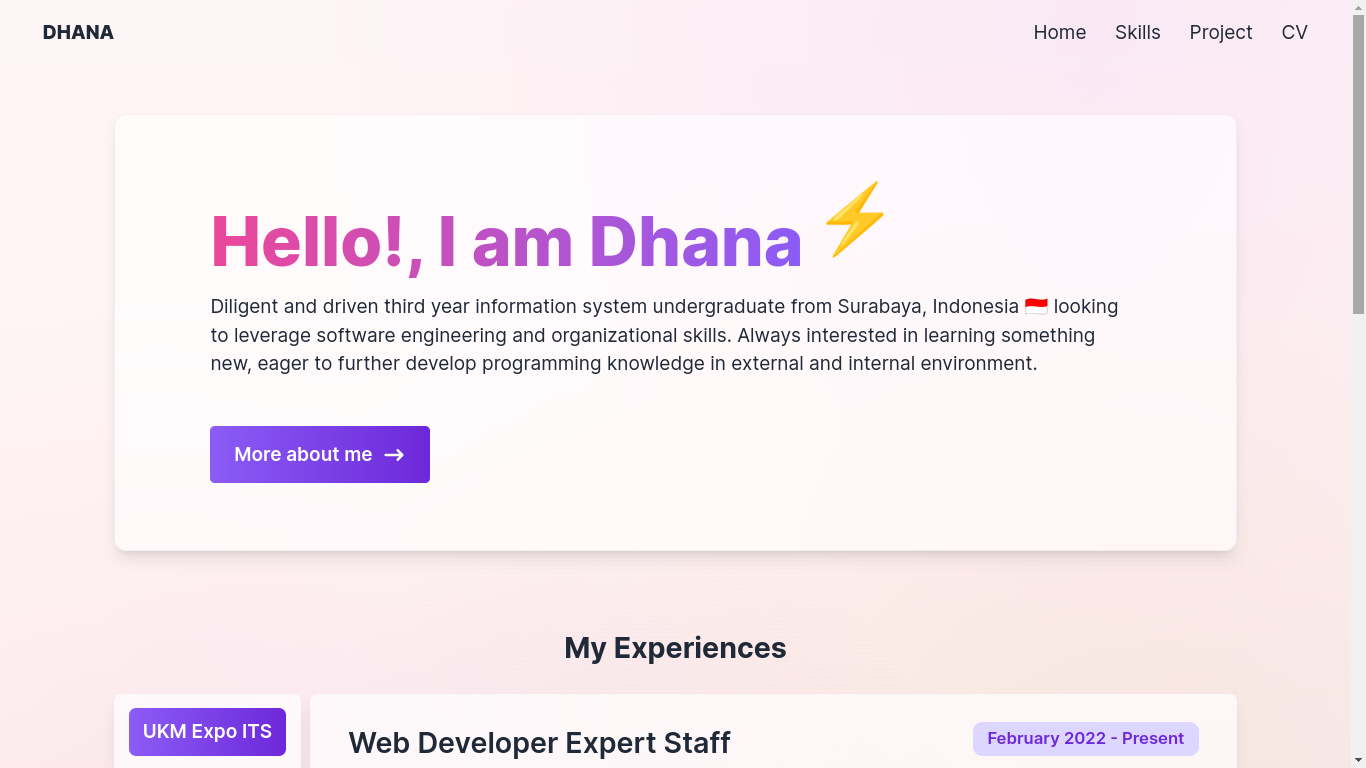 DHANA
Home Skills Project CV
Hello!, I am Dhana ⚡
Diligent and driven third year information system undergraduate from Surabaya, Indonesia 🇮🇩 looking
to leverage software engineering and organizational skills. Always interested in learning something
new, eager to further develop programming knowledge in external and internal environment.
More about me →
My Experiences
UKM Expo ITS
Web Developer Expert Staff
February 2022 - Present